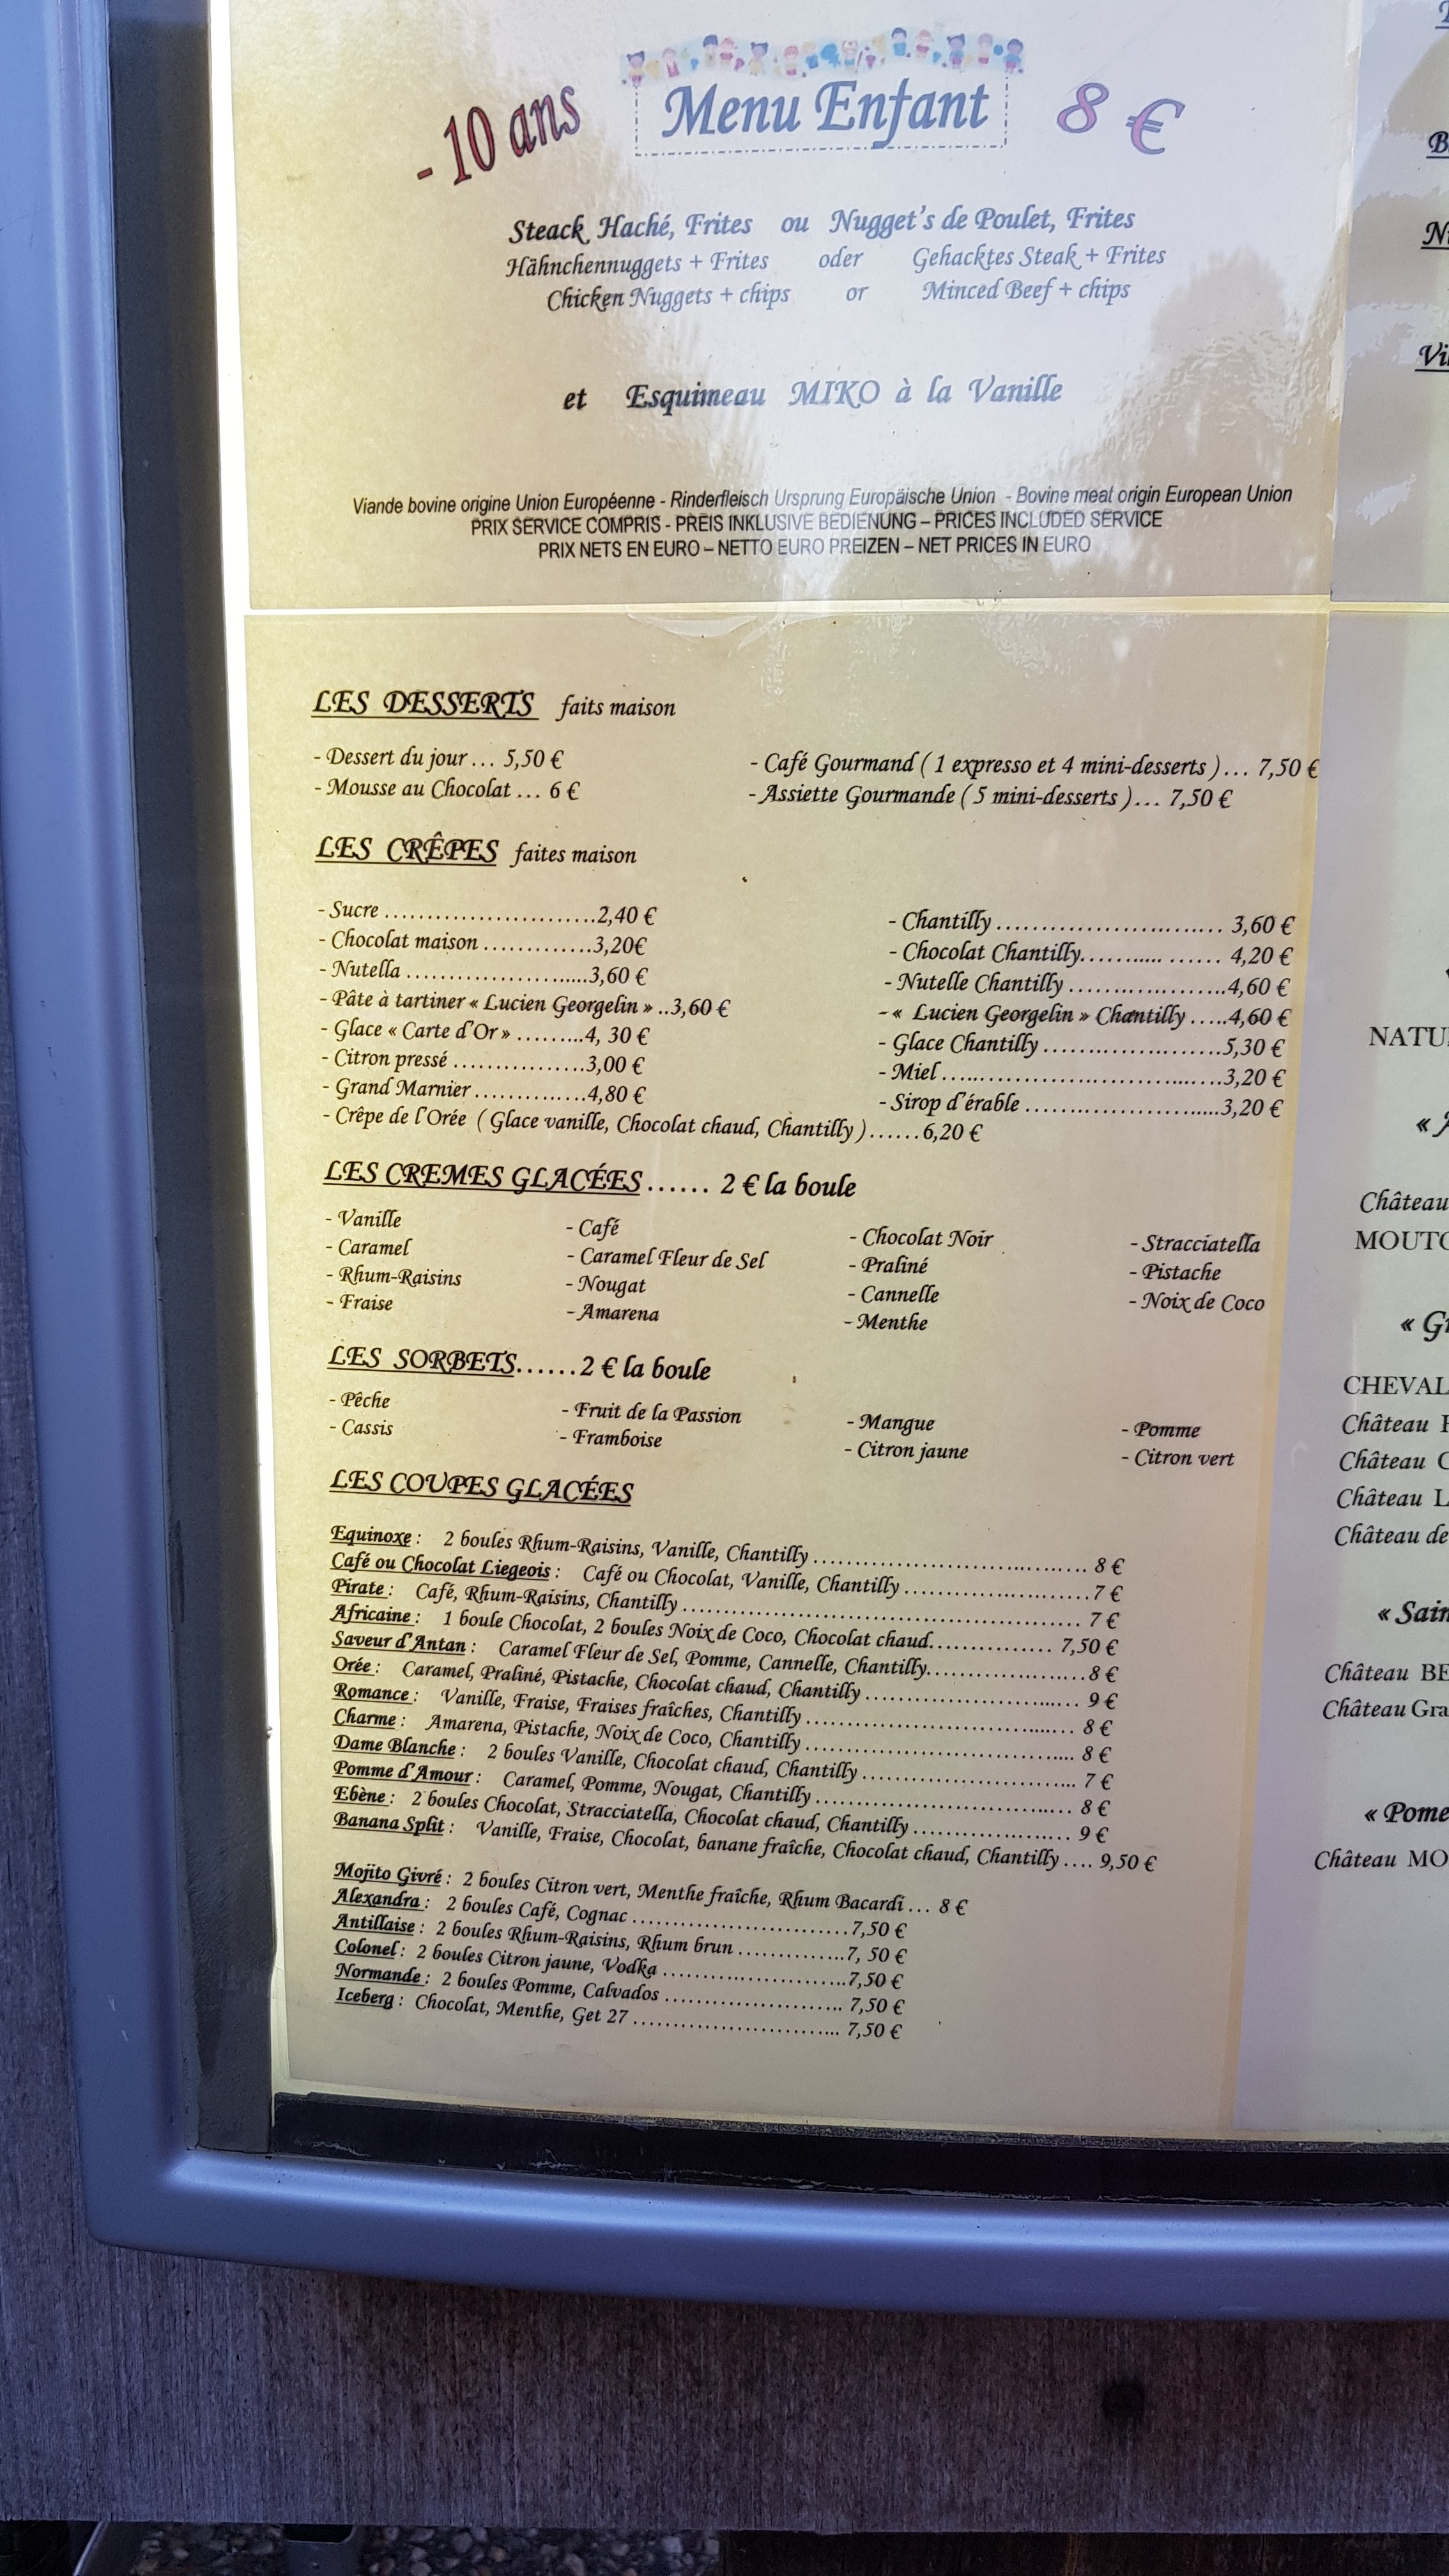 - 10 ans Menu Enfant 8 €
Steack Haché, Frites ou Nugget's de Poulet, Frites
Hähnchennuggets + Frites oder Gehacktes Steak + Frites
Chicken Nuggets + chips or Minced Beef + chips
et Esquimeau MIKO à la Vanille
Viande bovine origine Union Européenne - Rinderfleisch Ursprung Europäische Union - Bovine meat origin European Union
PRIX SERVICE COMPRIS - PREIS INKLUSIVE BEDIENUNG – PRICES INCLUDED SERVICE
PRIX NETS EN EURO – NETTO EURO PREIZEN – NET PRICES IN EURO
LES DESSERTS faits maison
- Dessert du jour ... 5,50 €
- Mousse au Chocolat ... 6 €
- Café Gourmand ( 1 expresso et 4 mini-desserts )... 7,50 €
- Assiette Gourmande ( 5 mini-desserts )... 7,50 €
LES CRÊPES faites maison
- Sucre .........................2,40 €
- Chocolat maison .............3,20€
- Nutella ......................3,60 €
- Pâte à tartiner « Lucien Georgelin » ..3,60 €
- Glace « Carte d'Or » .........4, 30 €
- Citron pressé ................3,00 €
- Grand Marnier ..............4,80 €
- Crêpe de l'Orée ( Glace vanille, Chocolat chaud, Chantilly )......6,20 €
- Chantilly ........................... 3,60 €
- Chocolat Chantilly................ 4,20 €
- Nutelle Chantilly ...................4,60 €
- « Lucien Georgelin » Chantilly .....4,60 €
- Glace Chantilly .....................5,30 €
- Miel .................................3,20 €
- Sirop d'érable .......................3,20 €
LES CREMES GLACÉES ...... 2 € la boule
- Vanille
- Caramel
- Rhum-Raisins
- Fraise
- Café
- Caramel Fleur de Sel
- Nougat
- Amarena
- Chocolat Noir
- Praliné
- Cannelle
- Menthe
- Stracciatella
- Pistache
- Noix de Coco
LES SORBETS......2 € la boule
- Pêche
- Cassis
- Fruit de la Passion
- Framboise
- Mangue
- Citron jaune
- Pomme
- Citron vert
LES COUPES GLACÉES
Equinoxe : 2 boules Rhum-Raisins, Vanille, Chantilly .................................. 8 €
Café ou Chocolat Liegeois : Café ou Chocolat, Vanille, Chantilly .......................7 €
Pirate : Café, Rhum-Raisins, Chantilly .................................................. 7 €
Africaine : 1 boule Chocolat, 2 boules Noix de Coco, Chocolat chaud............... 7,50 €
Saveur d'Antan : Caramel Fleur de Sel, Pomme, Cannelle, Chantilly....................8 €
Orée : Caramel, Praliné, Pistache, Chocolat chaud, Chantilly ........................... 9 €
Romance : Vanille, Fraise, Fraises fraîches, Chantilly .................................. 8 €
Charme : Amarena, Pistache, Noix de Coco, Chantilly .................................. 8 €
Dame Blanche : 2 boules Vanille, Chocolat chaud, Chantilly ........................... 7 €
Pomme d'Amour : Caramel, Pomme, Nougat, Chantilly ................................ 8 €
Ebène : 2 boules Chocolat, Stracciatella, Chocolat chaud, Chantilly .................... 9 €
Banana Split : Vanille, Fraise, Chocolat, banane fraîche, Chocolat chaud, Chantilly .... 9,50 €
Mojito Givré : 2 boules Citron vert, Menthe fraîche, Rhum Bacardi ... 8 €
Alexandra : 2 boules Café, Cognac ...........................7,50 €
Antillaise : 2 boules Rhum-Raisins, Rhum brun .............7, 50 €
Colonel : 2 boules Citron jaune, Vodka .......................7,50 €
Normande : 2 boules Pomme, Calvados ...................... 7,50 €
Iceberg : Chocolat, Menthe, Get 27 .......................... 7,50 €
Château
MOUTO
CHEVAL
Château
Château
Château
Château de
« Sain
Château BE
Château Gra
« Pome
Château MO